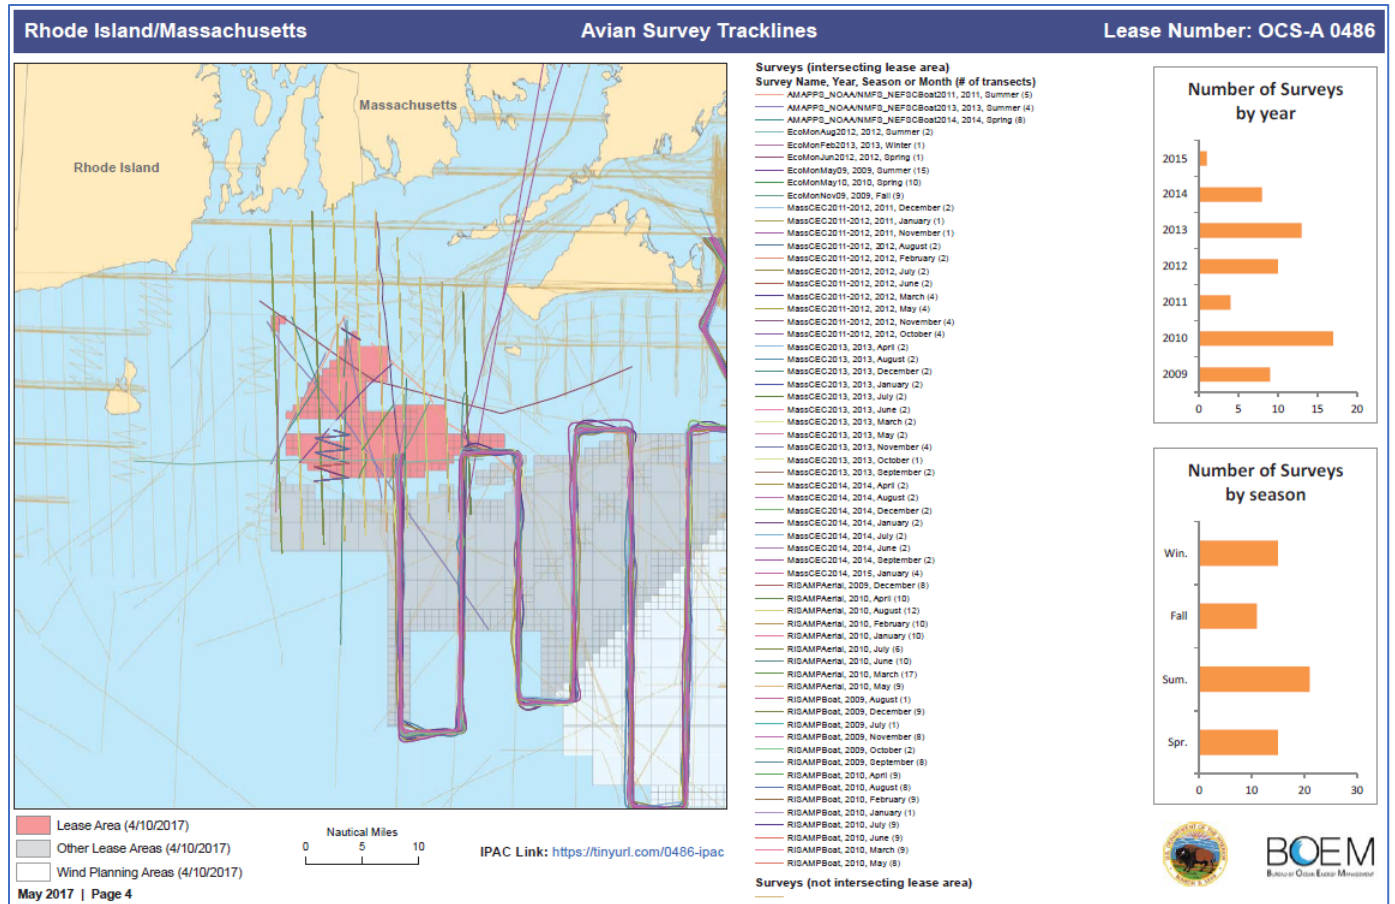 Rhode Island/Massachusetts
Avian Survey Tracklines
Lease Number: OCS-A 0486
Massachusetts
Rhode Island
Surveys (intersecting lease area)
Survey Name, Year, Season or Month (# of transects)
AMAPPS_NOAA/NMFS_NEFSCBoat2011, 2011, Summer (5)
AMAPPS_NOAA/NMFS_NEFSCBoat2013, 2013, Summer (4)
AMAPPS_NOAA/NMFS_NEFSCBoat2014, 2014, Spring (8)
EcoMonAug2012, 2012, Summer (2)
EcoMonFeb2013, 2013, Winter (1)
EcoMonJun2012, 2012, Spring (1)
EcoMonMay09, 2009, Summer (15)
EcoMonMay10, 2010, Spring (10)
EcoMonNov09, 2009, Fall (9)
MassCEC2011-2012, 2011, December (2)
MassCEC2011-2012, 2011, January (1)
MassCEC2011-2012, 2011, November (1)
MassCEC2011-2012, 2012, August (2)
MassCEC2011-2012, 2012, February (2)
MassCEC2011-2012, 2012, July (2)
MassCEC2011-2012, 2012, June (2)
MassCEC2011-2012, 2012, March (4)
MassCEC2011-2012, 2012, May (4)
MassCEC2011-2012, 2012, November (4)
MassCEC2011-2012, 2012, October (4)
MassCEC2013, 2013, April (2)
MassCEC2013, 2013, August (2)
MassCEC2013, 2013, December (2)
MassCEC2013, 2013, January (2)
MassCEC2013, 2013, July (2)
MassCEC2013, 2013, June (2)
MassCEC2013, 2013, March (2)
MassCEC2013, 2013, May (2)
MassCEC2013, 2013, November (4)
MassCEC2013, 2013, October (1)
MassCEC2013, 2013, September (2)
MassCEC2014, 2014, April (2)
MassCEC2014, 2014, August (2)
MassCEC2014, 2014, December (2)
MassCEC2014, 2014, January (2)
MassCEC2014, 2014, July (2)
MassCEC2014, 2014, June (2)
MassCEC2014, 2014, September (2)
MassCEC2014, 2015, January (4)
RISAMPAerial, 2009, December (8)
RISAMPAerial, 2010, April (10)
RISAMPAerial, 2010, August (12)
RISAMPAerial, 2010, February (10)
RISAMPAerial, 2010, January (10)
RISAMPAerial, 2010, July (6)
RISAMPAerial, 2010, June (10)
RISAMPAerial, 2010, March (17)
RISAMPAerial, 2010, May (9)
RISAMPBoat, 2009, August (1)
RISAMPBoat, 2009, December (9)
RISAMPBoat, 2009, July (1)
RISAMPBoat, 2009, November (8)
RISAMPBoat, 2009, October (2)
RISAMPBoat, 2009, September (8)
RISAMPBoat, 2010, April (9)
RISAMPBoat, 2010, August (8)
RISAMPBoat, 2010, February (9)
RISAMPBoat, 2010, January (1)
RISAMPBoat, 2010, July (9)
RISAMPBoat, 2010, June (9)
RISAMPBoat, 2010, March (9)
RISAMPBoat, 2010, May (8)
Surveys (not intersecting lease area)
Number of Surveys
by year
2015
2014
2013
2012
2011
2010
2009
0 5 10 15 20
Number of Surveys
by season
Win.
Fall
Sum.
Spr.
0 10 20 30
Lease Area (4/10/2017)
Other Lease Areas (4/10/2017)
Wind Planning Areas (4/10/2017)
Nautical Miles
0 5 10
IPAC Link: https://tinyurl.com/0486-ipac
May 2017 | Page 4
U.S. DEPARTMENT OF THE INTERIOR
MARCH 3, 1849
BOEM
BUREAU OF OCEAN ENERGY MANAGEMENT